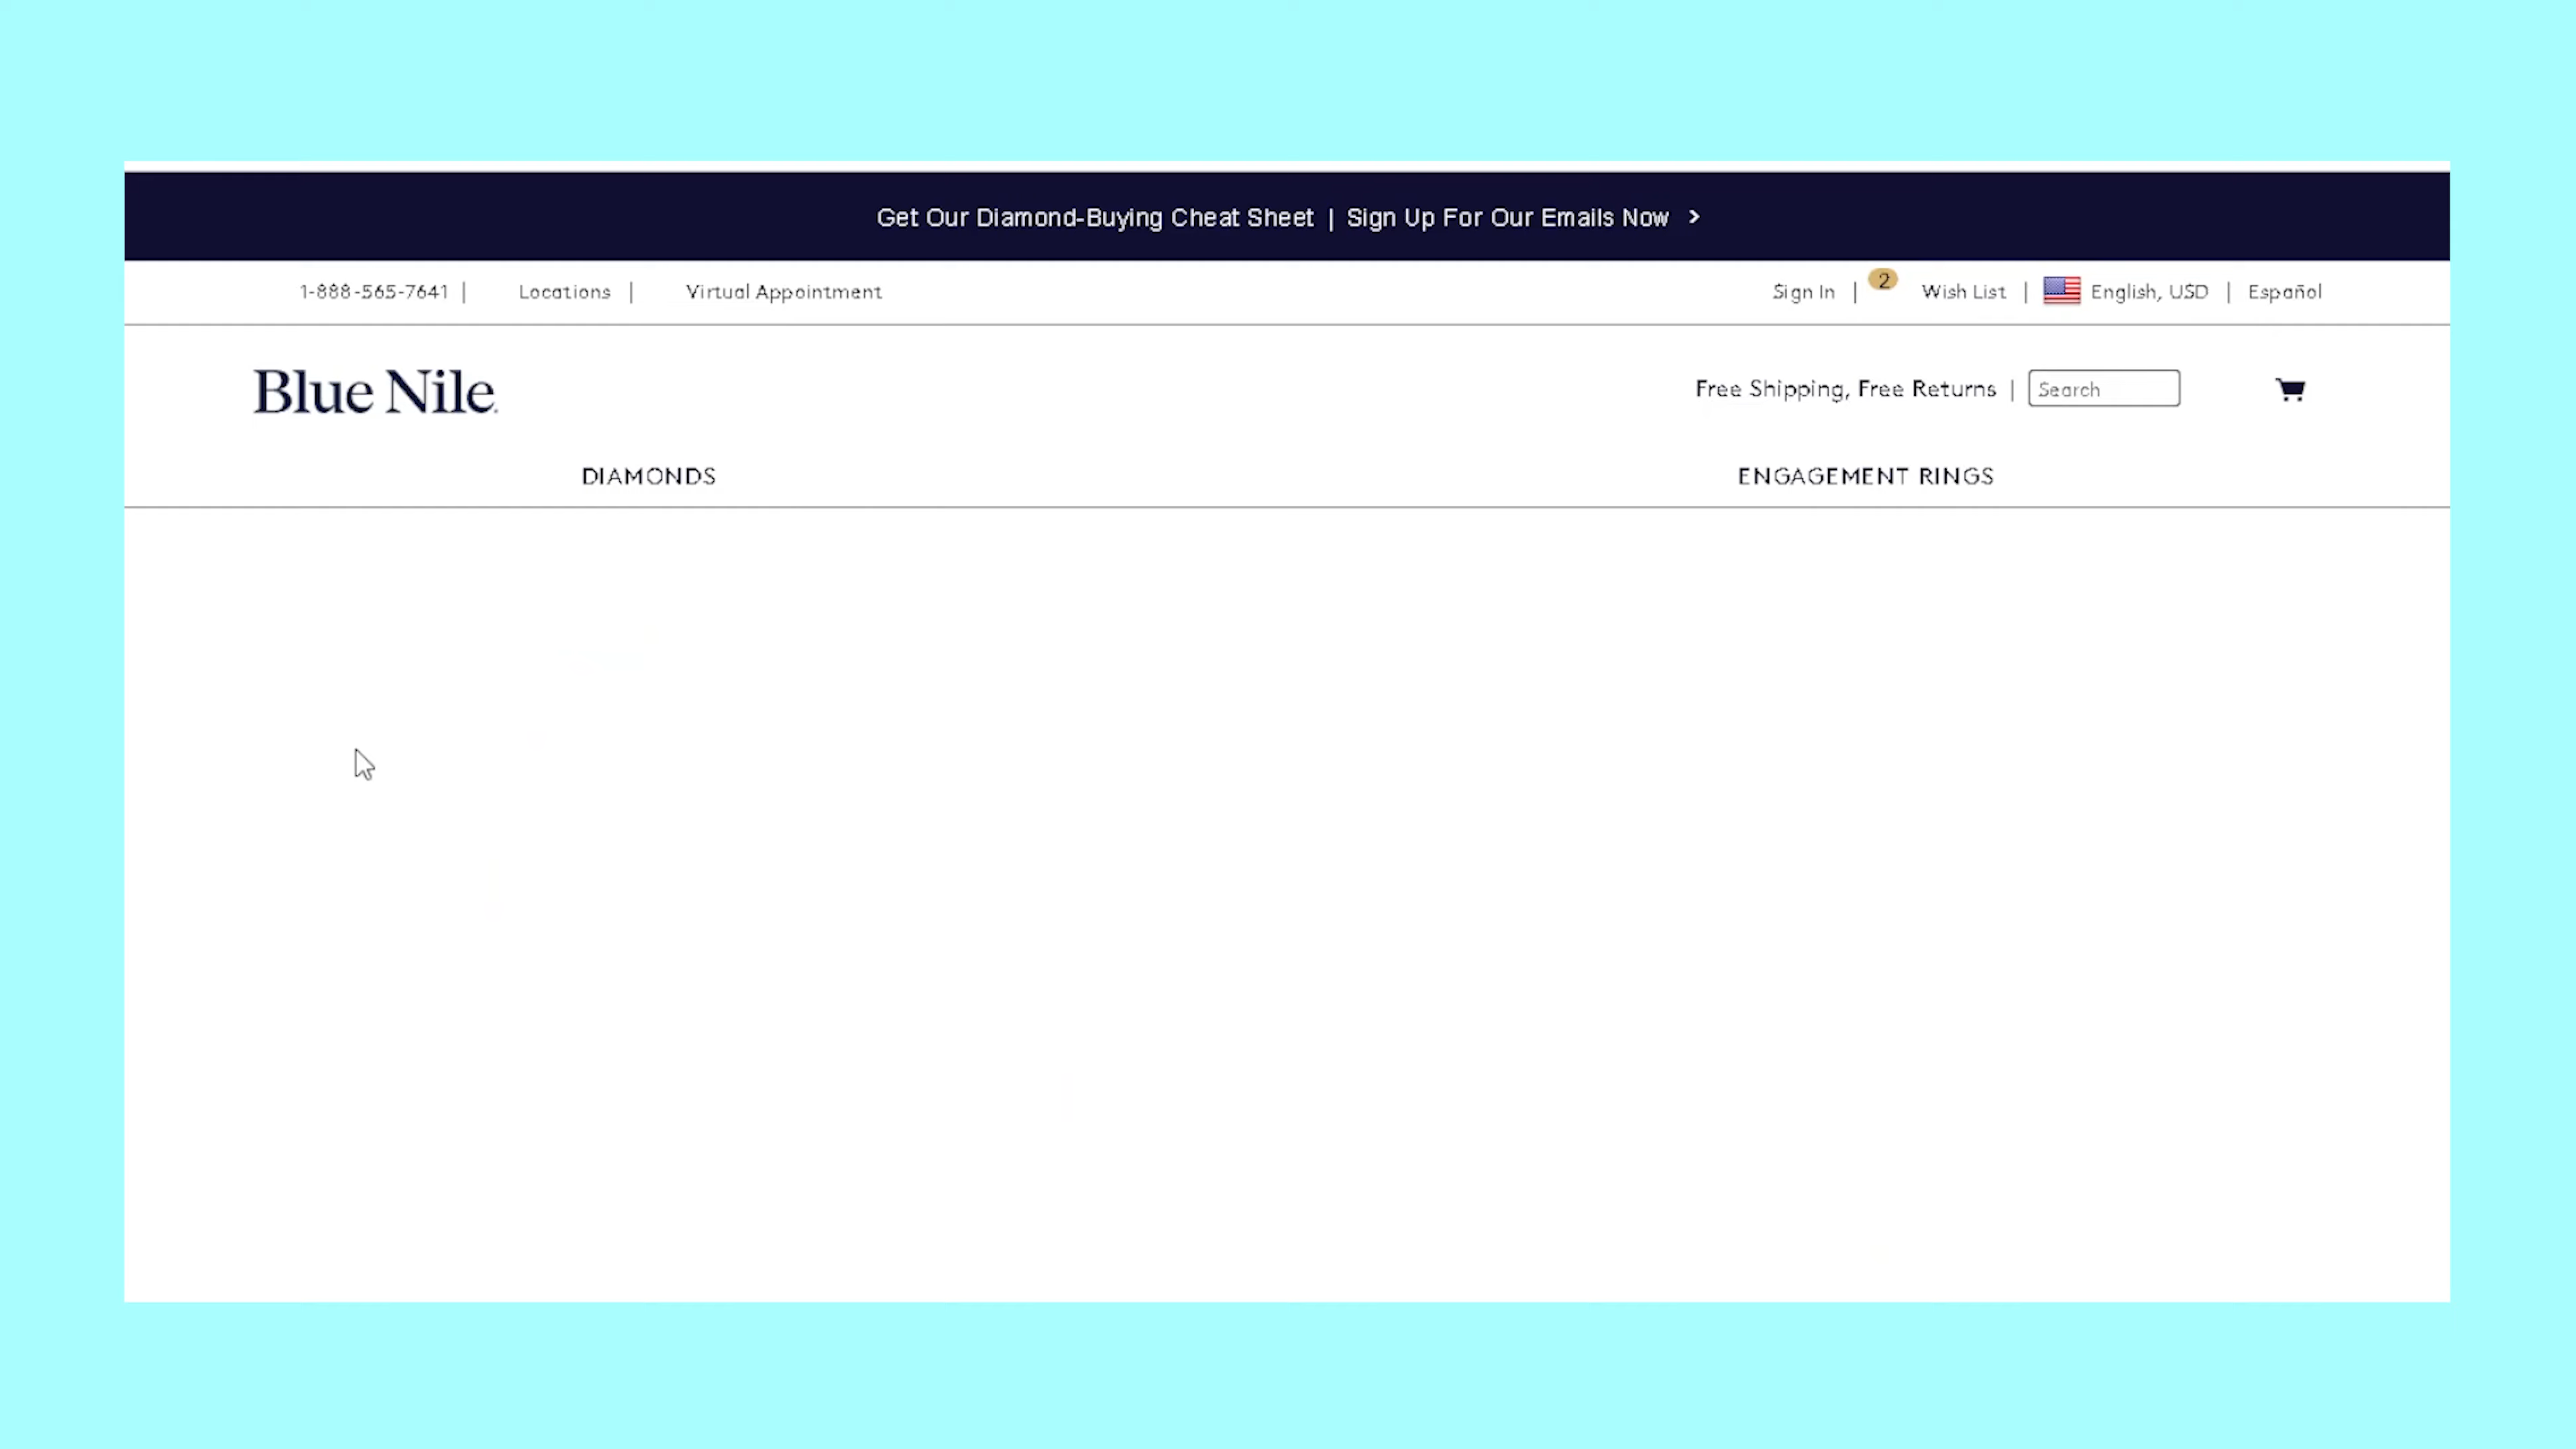 Get Our Diamond-Buying Cheat Sheet | Sign Up For Our Emails Now >
1-888-565-7641 | Locations | Virtual Appointment
Sign In | 2 Wish List | English, USD | Español
Blue Nile.
Free Shipping, Free Returns | Search
DIAMONDS
ENGAGEMENT RINGS